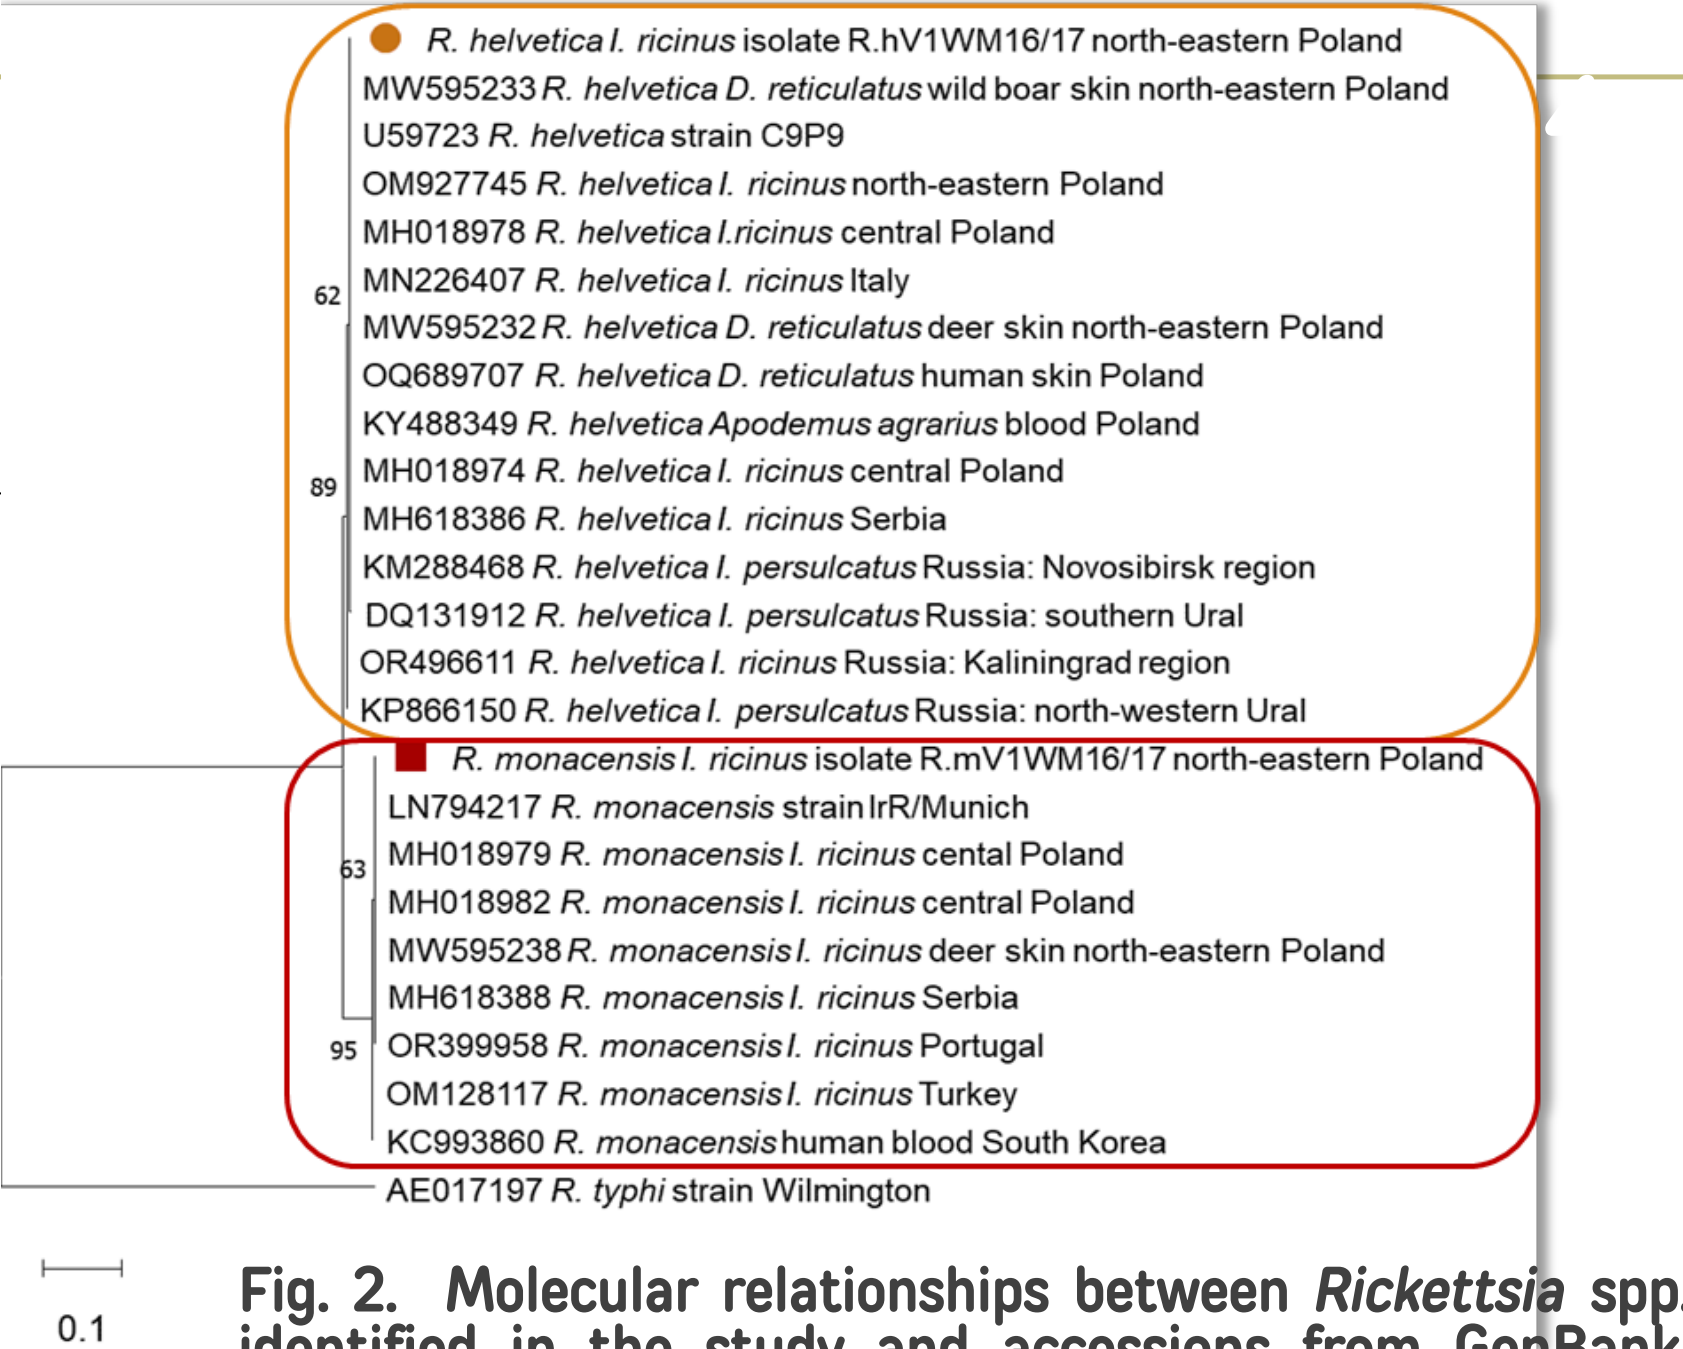 R. helvetica I. ricinus isolate R.hV1WM16/17 north-eastern Poland
MW595233 R. helvetica D. reticulatus wild boar skin north-eastern Poland
U59723 R. helvetica strain C9P9
OM927745 R. helvetica I. ricinus north-eastern Poland
MH018978 R. helvetica I.ricinus central Poland
MN226407 R. helvetica I. ricinus Italy
62
MW595232 R. helvetica D. reticulatus deer skin north-eastern Poland
OQ689707 R. helvetica D. reticulatus human skin Poland
KY488349 R. helvetica Apodemus agrarius blood Poland
MH018974 R. helvetica I. ricinus central Poland
89
MH618386 R. helvetica I. ricinus Serbia
KM288468 R. helvetica I. persulcatus Russia: Novosibirsk region
DQ131912 R. helvetica I. persulcatus Russia: southern Ural
OR496611 R. helvetica I. ricinus Russia: Kaliningrad region
KP866150 R. helvetica I. persulcatus Russia: north-western Ural
R. monacensis I. ricinus isolate R.mV1WM16/17 north-eastern Poland
LN794217 R. monacensis strain IrR/Munich
MH018979 R. monacensis I. ricinus cental Poland
63
MH018982 R. monacensis I. ricinus central Poland
MW595238 R. monacensis I. ricinus deer skin north-eastern Poland
MH618388 R. monacensis I. ricinus Serbia
OR399958 R. monacensis I. ricinus Portugal
95
OM128117 R. monacensis I. ricinus Turkey
KC993860 R. monacensis human blood South Korea
AE017197 R. typhi strain Wilmington
0.1
Fig. 2. Molecular relationships between Rickettsia spp.
identified in the study and accessions from GenBank